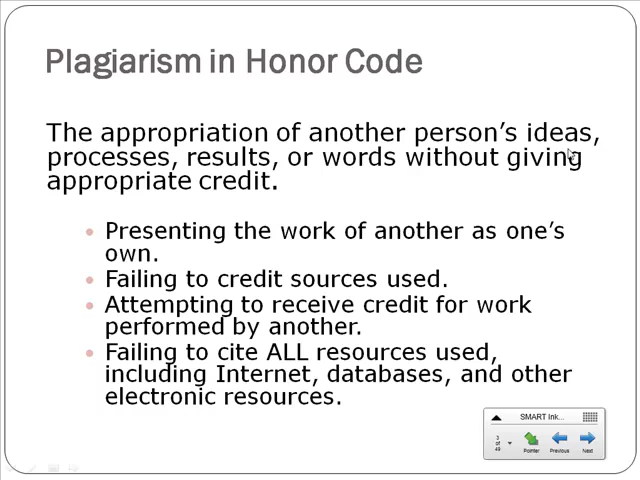 Plagiarism in Honor Code
The appropriation of another person's ideas,
processes, results, or words without giving
appropriate credit.
Presenting the work of another as one's
own.
Failing to credit sources used.
Attempting to receive credit for work
performed by another.
Failing to cite ALL resources used,
including Internet, databases, and other
electronic resources.
SMART Ink...
3
of
49
Pointer Previous Next